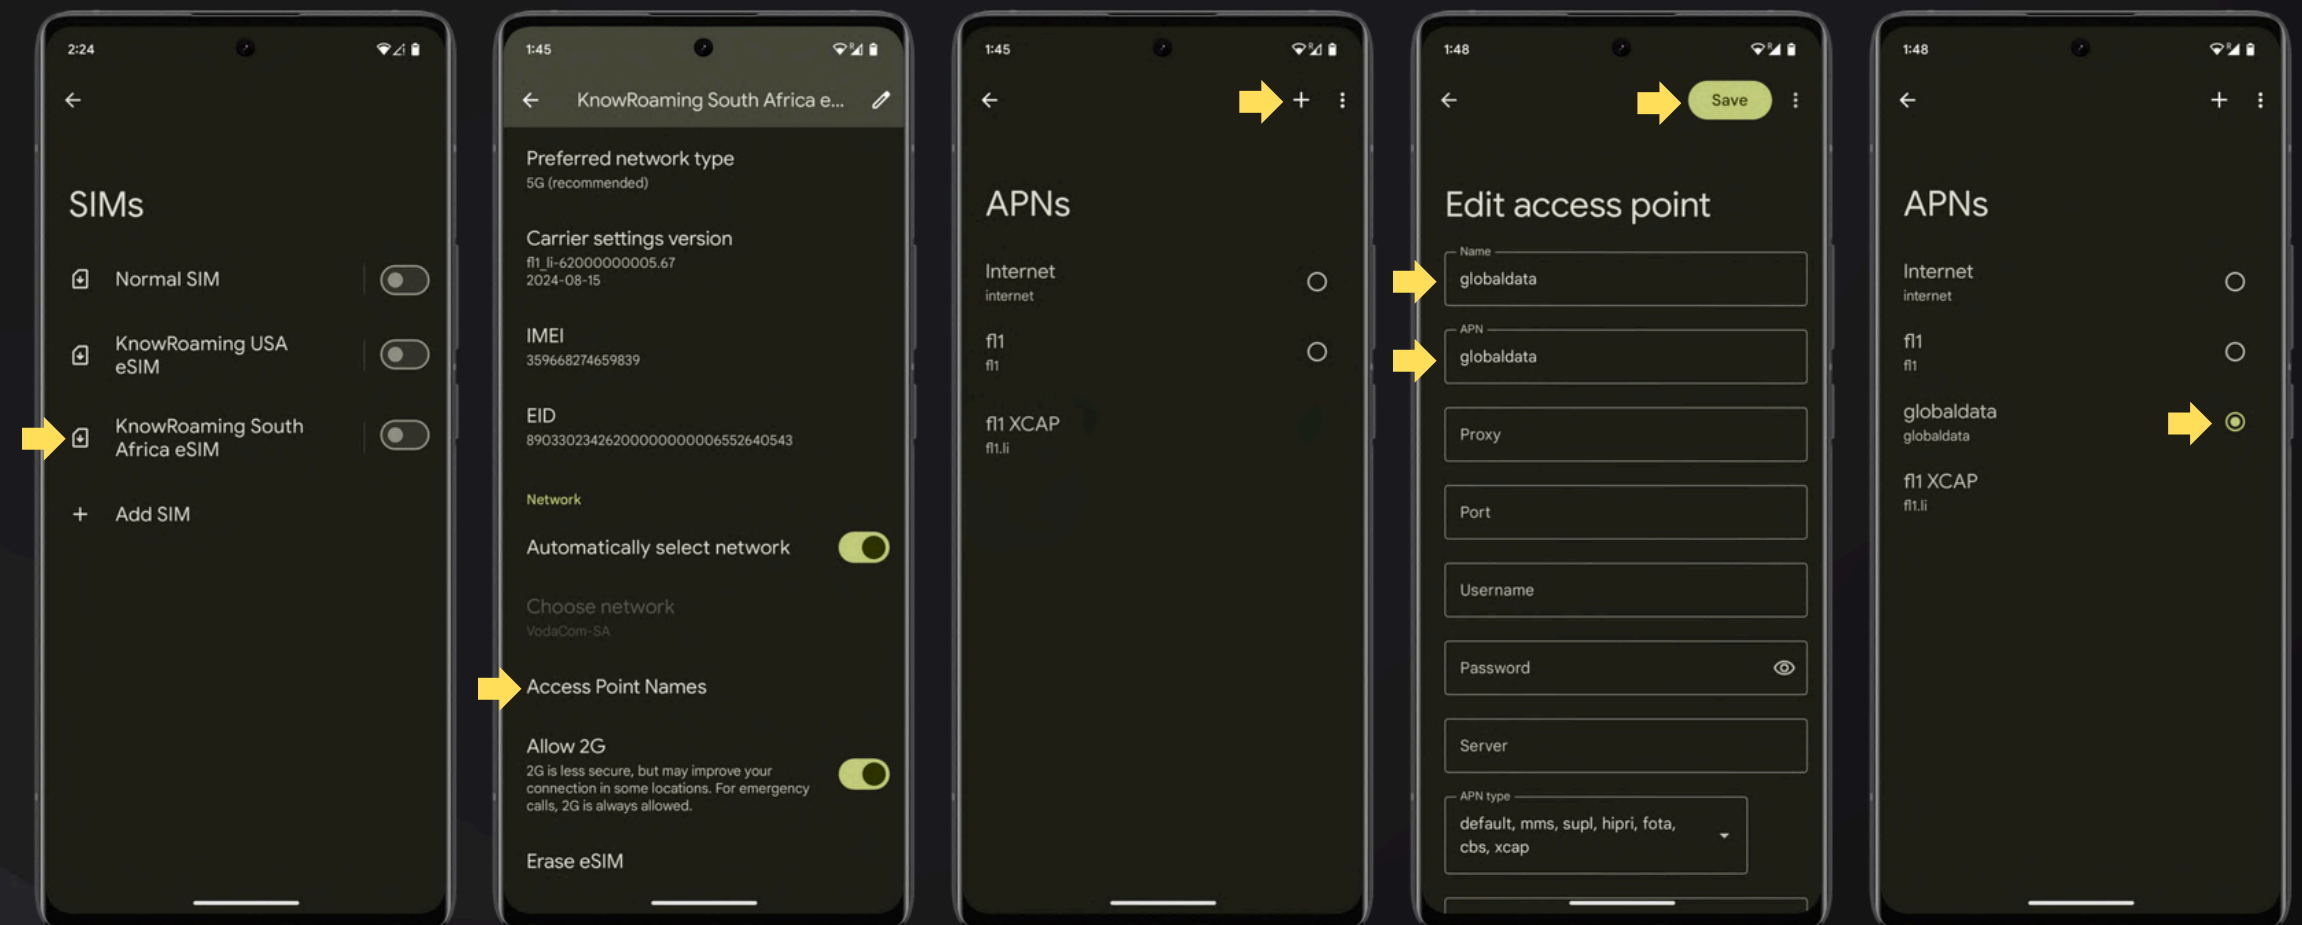 2:24
SIMs
Normal SIM
KnowRoaming USA
eSIM
KnowRoaming South
Africa eSIM
Add SIM
1:45
KnowRoaming South Africa e...
Preferred network type
5G (recommended)
Carrier settings version
fl1_li-62000000005.67
2024-08-15
IMEI
359668274659839
EID
89033023426200000000006552640543
Network
Automatically select network
Choose network
VodaCom-SA
Access Point Names
Allow 2G
2G is less secure, but may improve your
connection in some locations. For emergency
calls, 2G is always allowed.
Erase eSIM
1:45
APNs
Internet
internet
fl1
fl1
fl1 XCAP
fl1.li
1:48
Save
Edit access point
Name
globaldata
APN
globaldata
Proxy
Port
Username
Password
Server
APN type
default, mms, supl, hipri, fota,
cbs, xcap
1:48
APNs
Internet
internet
fl1
fl1
globaldata
globaldata
fl1 XCAP
fl1.li